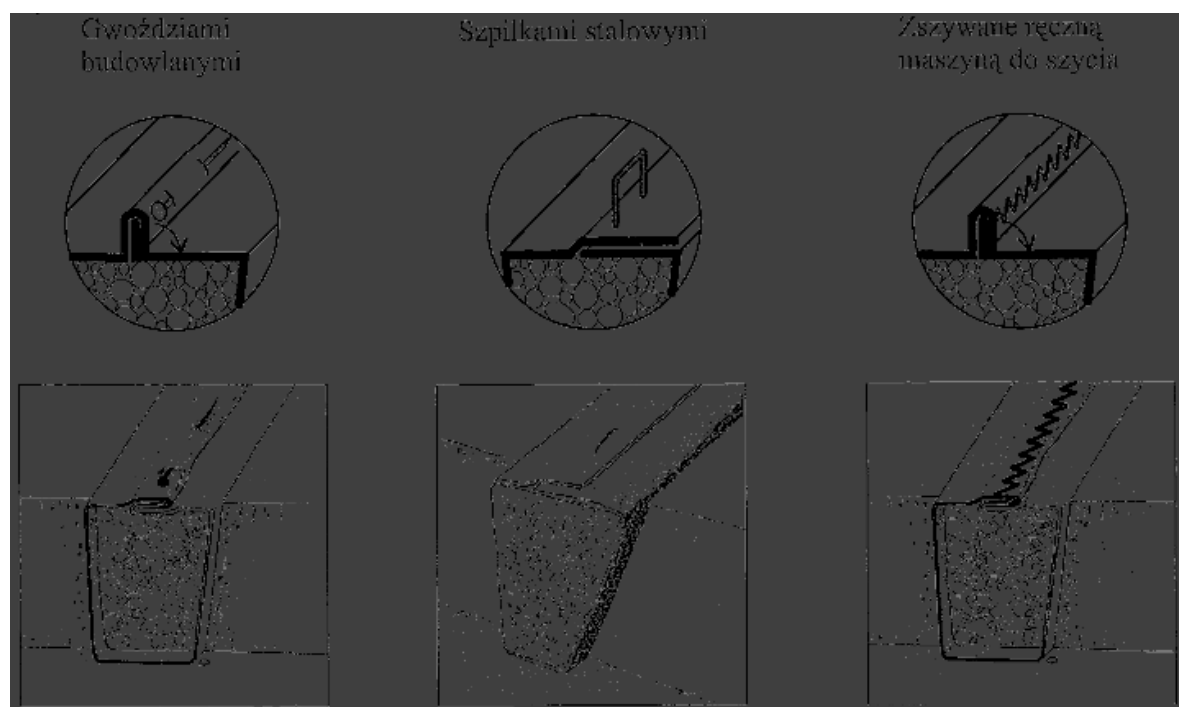 Gwoździami
budowlanymi
Szpilkami stalowymi
Zszywane ręczną
maszyną do szycia